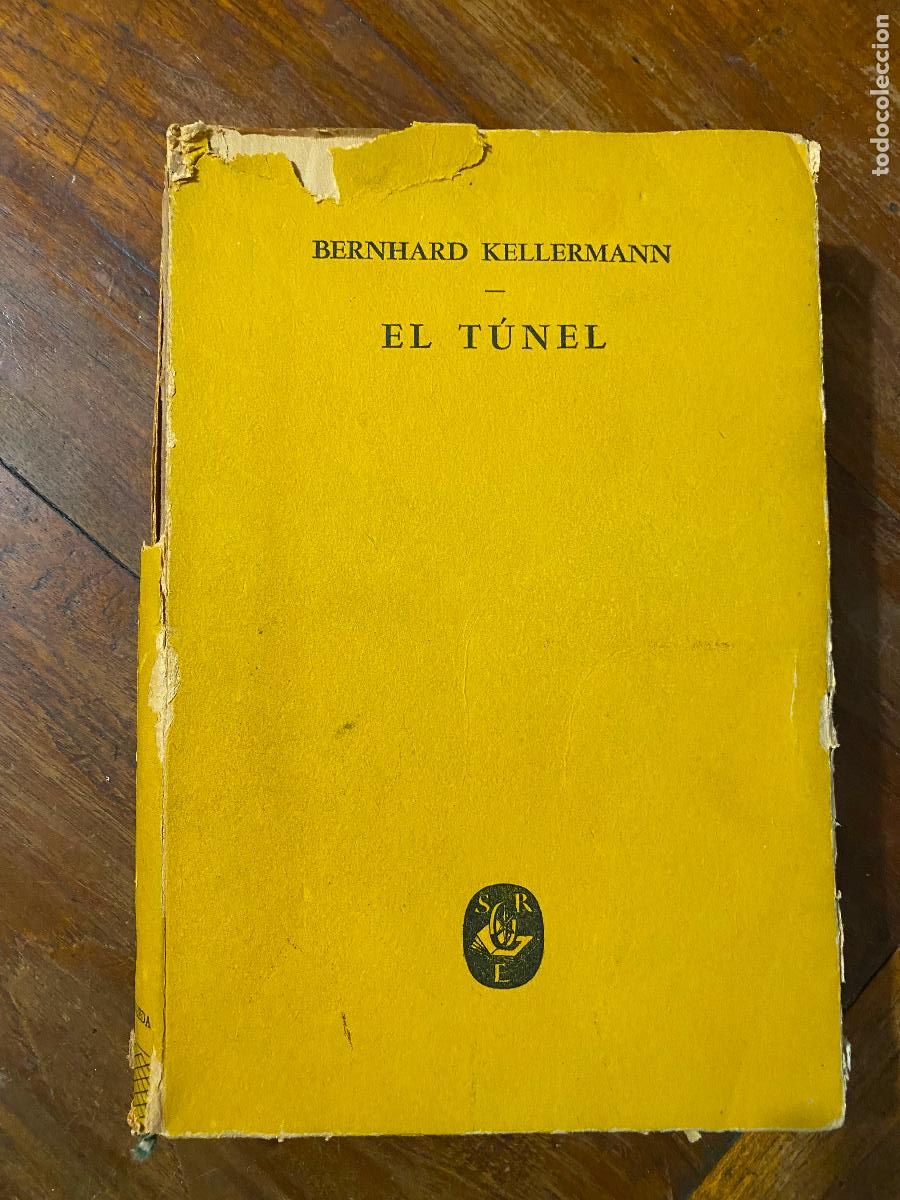 BERNHARD KELLERMANN
EL TÚNEL
S R
E
todocoleccion